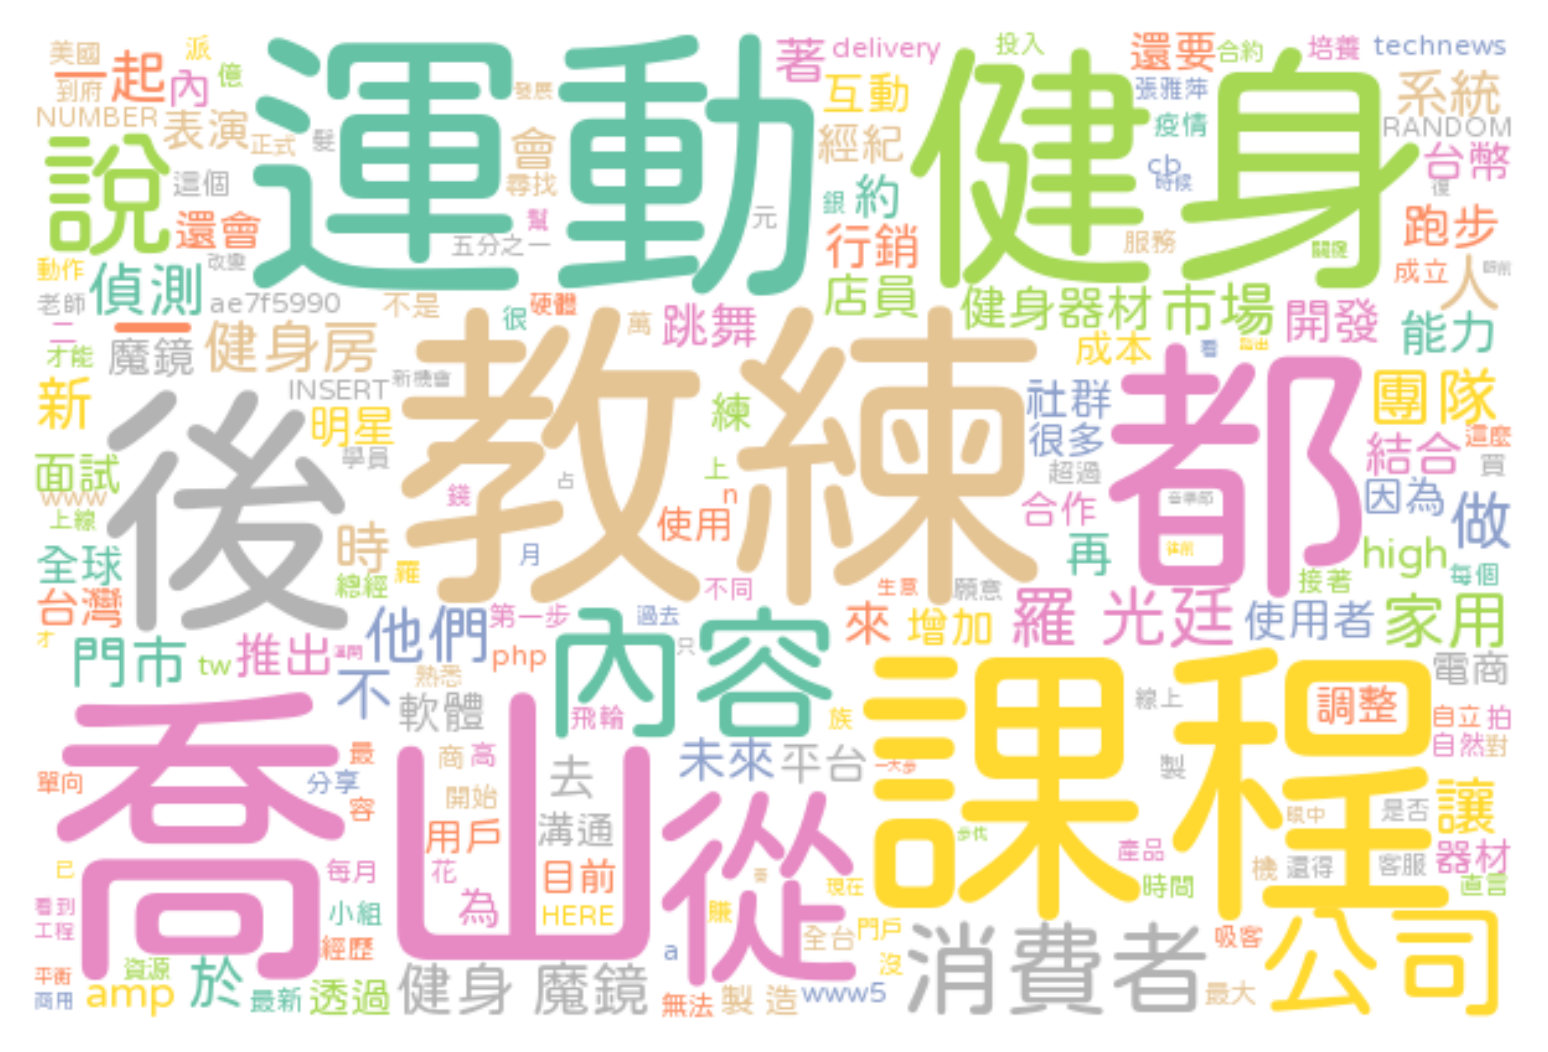 美國
派
億
一起
到府
內
NUMBER
表演
正式
髮
發展
會
尋找
運動
著
delivery
互動
經紀
投入
還要
合約
培養
technews
張雅萍
系統
疫情
RANDOM
健身
說
這個
還會
改變
動作
偵測
老師
ae7f5990
幫
五分之一
元
銀
約
行銷
店員
cb
時候
台幣
跑步
服務
成立
人
健身器材
市場
開發
能力
二
一
才能
魔鏡
健身房
不是
很
硬體
萬
跳舞
成本
看
新
INSERT
新機會
明星
學員
教練
練
上
社群
很多
超過
都
團隊
結合
這麼
買
面試
www
上線
後
時
錢
占
n
使用
月
合作
再
因為
做
全球
總經
羅
high
每個
接著
台灣
才
不同
生意
願意
來
增加
羅
光廷
使用者
家用
門市
tw
推出
他們
第一步
過去
只
php
熟悉
不
軟體
內容
飛輪
族
電商
喬山
最
單向
分享
容
商
高
開始
去
未來
平台
課程
線上
製
調整
自立
拍
自然
對
用戶
溝通
從
眼中
是否
讓
已
每月
花
目前
現在
產品
時間
機
還得
客服
器材
直言
看到
小組
為
HERE
賺
工程
經歷
a
全台
門戶
沒
消費者
吸客
公司
平衡
資源
商用
amp
於
最新
透過
健身
魔鏡
無法
製
造
www5
最大